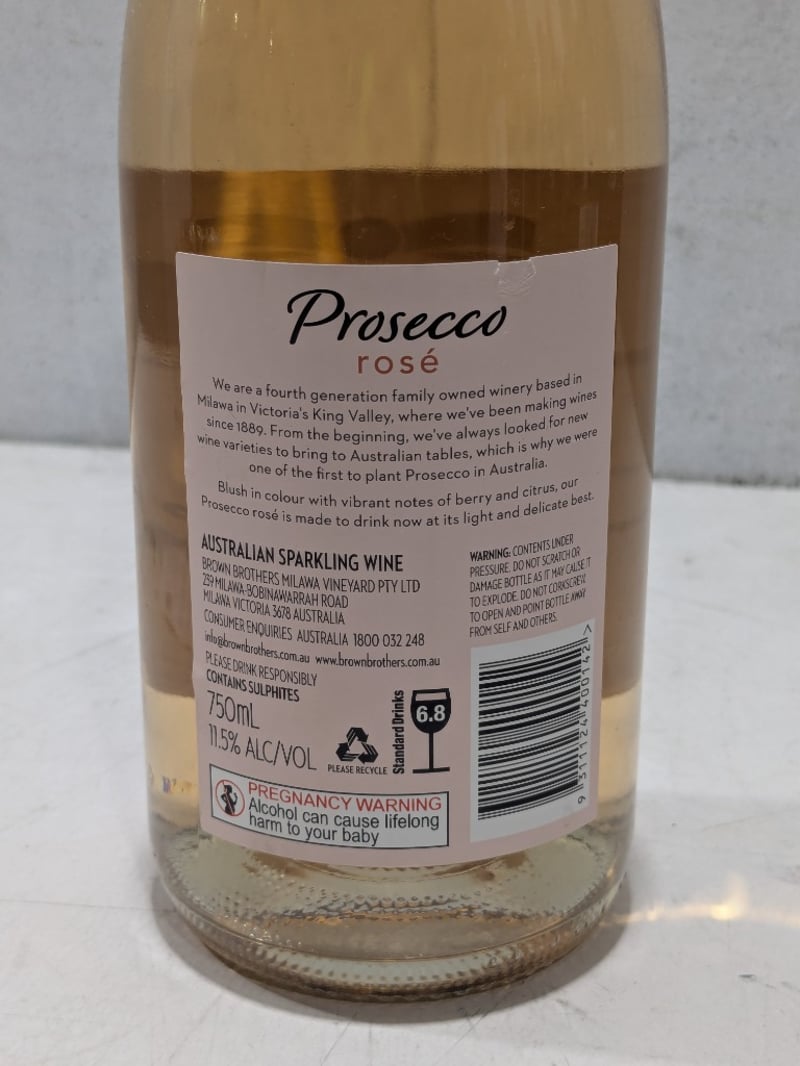 Prosecco
rosé
We are a fourth generation family owned winery based in
Milawa in Victoria's King Valley, where we've been making wines
since 1889. From the beginning, we've always looked for new
wine varieties to bring to Australian tables, which is why we were
one of the first to plant Prosecco in Australia.
Blush in colour with vibrant notes of berry and citrus, our
Prosecco rosé is made to drink now at its light and delicate best.
AUSTRALIAN SPARKLING WINE
BROWN BROTHERS MILAWA VINEYARD PTY LTD
239 MILAWA-BOBINAWARRAH ROAD
MILAWA VICTORIA 3678 AUSTRALIA
CONSUMER ENQUIRIES AUSTRALIA 1800 032 248
info@brownbrothers.com.au www.brownbrothers.com.au
PLEASE DRINK RESPONSIBLY
CONTAINS SULPHITES
750mL
11.5% ALC/VOL
PLEASE RECYCLE
Standard Drinks
6.8
PREGNANCY WARNING
Alcohol can cause lifelong
harm to your baby
WARNING: CONTENTS UNDER
PRESSURE. DO NOT SCRATCH OR
DAMAGE BOTTLE AS IT MAY CAUSE IT
TO EXPLODE. DO NOT CORKSCREW
TO OPEN AND POINT BOTTLE AWAY
FROM SELF AND OTHERS.
9 311124 400142 >